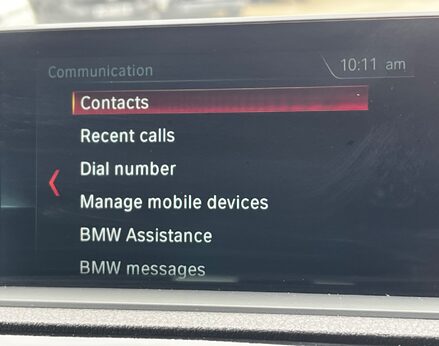 Communication
10:11 am
Contacts
Recent calls
Dial number
Manage mobile devices
BMW Assistance
BMW messages